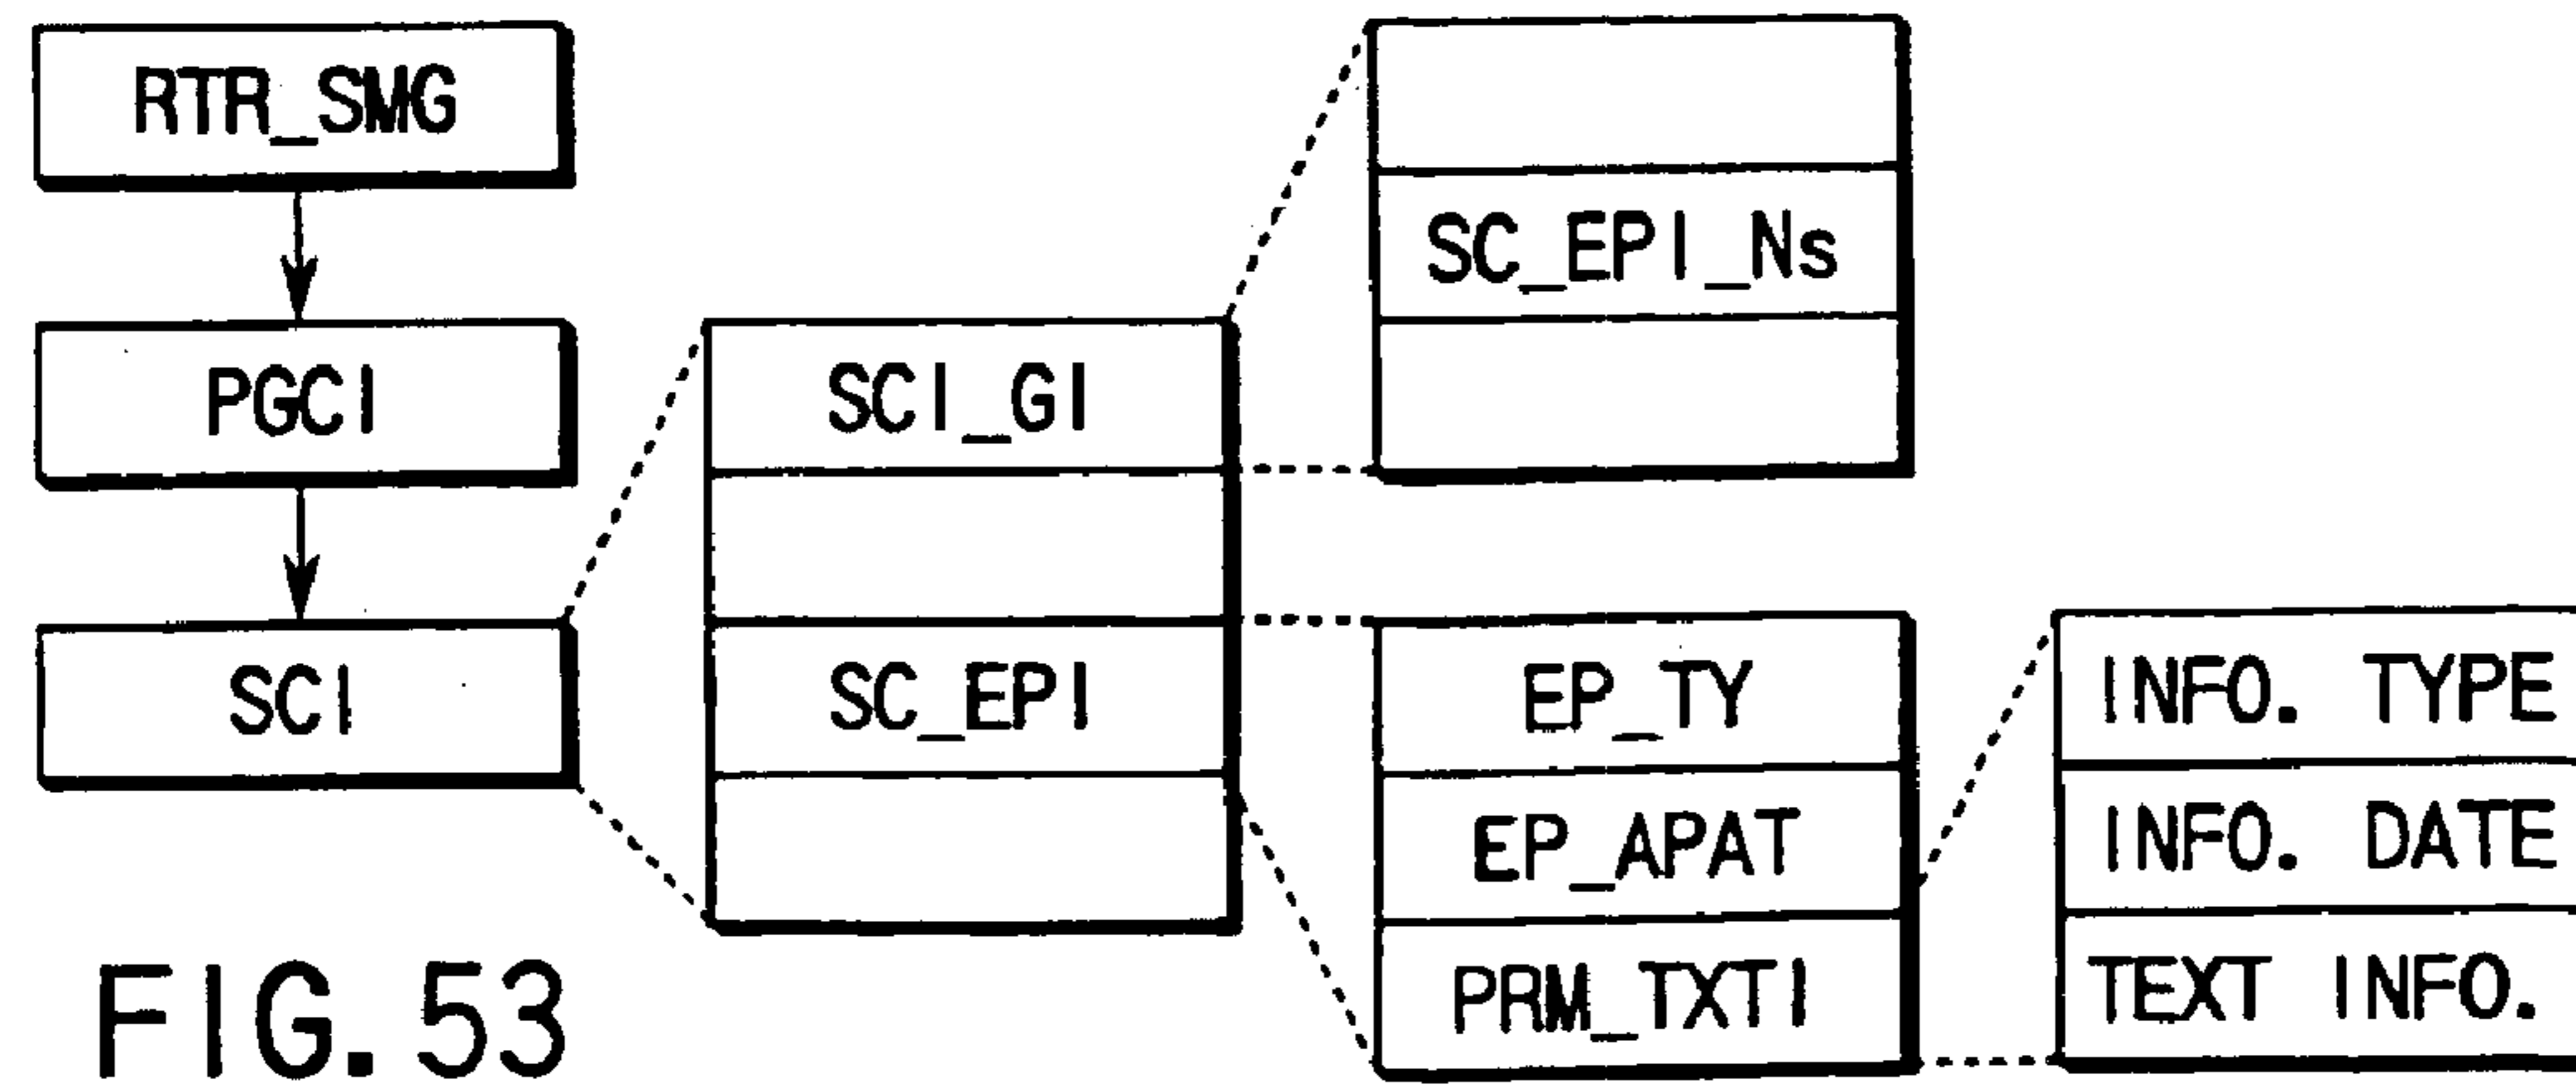 RTR_SMG
PGCI
SCI
SCI_GI
SC_EPI
SC_EPI_Ns
EP_TY
EP_APAT
PRM_TXTI
INFO. TYPE
INFO. DATE
TEXT INFO.
FIG. 53